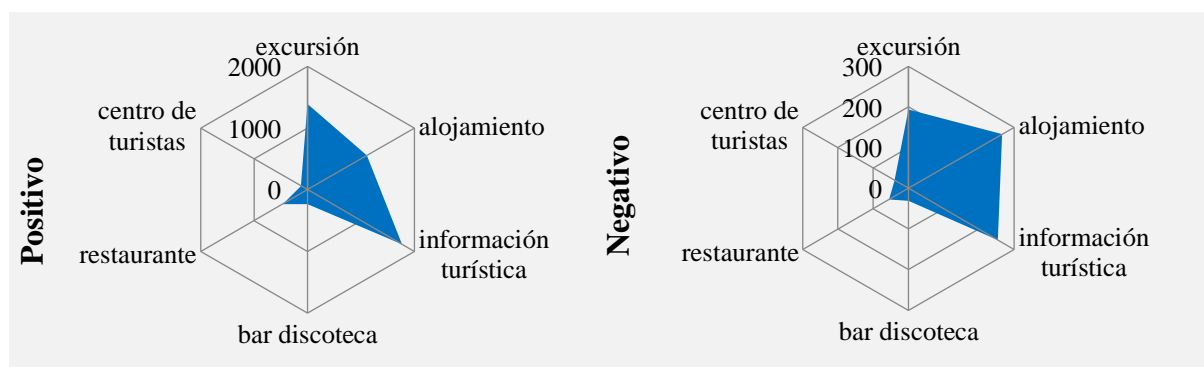 Positivo
excursión
2000
1000
0
centro de
turistas
alojamiento
restaurante
información
turística
bar discoteca
Negativo
excursión
300
200
100
0
centro de
turistas
alojamiento
restaurante
información
turística
bar discoteca